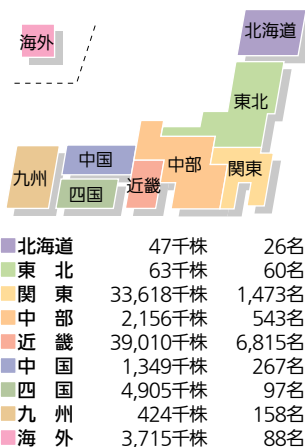 海外
北海道
東北
中部
関東
中国
近畿
九州
四国
北海道 47千株 26名
東 北 63千株 60名
関 東 33,618千株 1,473名
中 部 2,156千株 543名
近 畿 39,010千株 6,815名
中 国 1,349千株 267名
四 国 4,905千株 97名
九 州 424千株 158名
海 外 3,715千株 88名